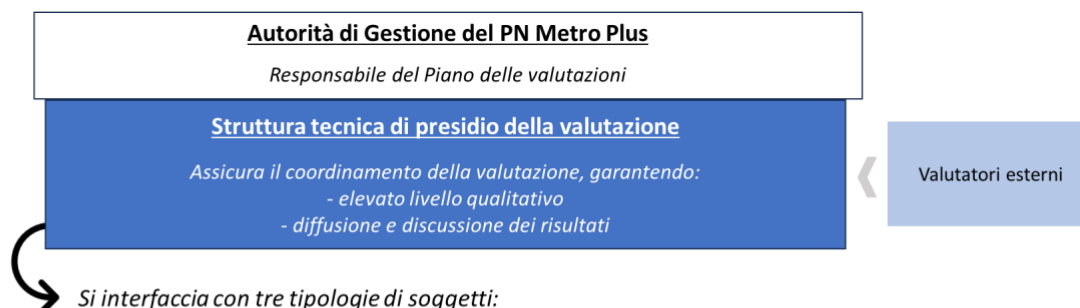 Autorità di Gestione del PN Metro Plus
Responsabile del Piano delle valutazioni
Struttura tecnica di presidio della valutazione
Assicura il coordinamento della valutazione, garantendo:
- elevato livello qualitativo
- diffusione e discussione dei risultati
Valutatori esterni
Si interfaccia con tre tipologie di soggetti: